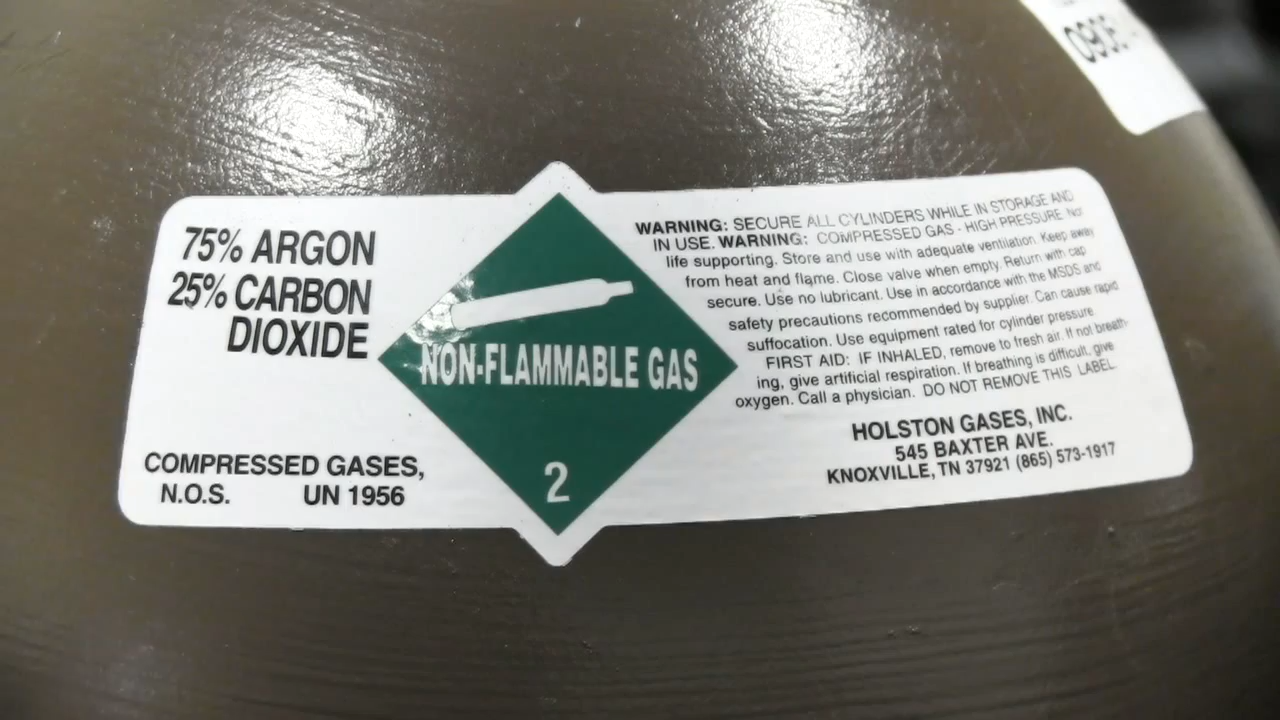 75% ARGON
25% CARBON
DIOXIDE
COMPRESSED GASES,
N.O.S. UN 1956
NON-FLAMMABLE GAS
2
WARNING: SECURE ALL CYLINDERS WHILE IN STORAGE AND
IN USE. WARNING: COMPRESSED GAS - HIGH PRESSURE. Not
life supporting. Store and use with adequate ventilation. Keep away
from heat and flame. Close valve when empty. Return with cap
secure. Use no lubricant. Use in accordance with the MSDS and
safety precautions recommended by supplier. Can cause rapid
suffocation. Use equipment rated for cylinder pressure.
FIRST AID: IF INHALED, remove to fresh air. If not breath-
ing, give artificial respiration. If breathing is difficult, give
oxygen. Call a physician. DO NOT REMOVE THIS LABEL
HOLSTON GASES, INC.
545 BAXTER AVE.
KNOXVILLE, TN 37921 (865) 573-1917